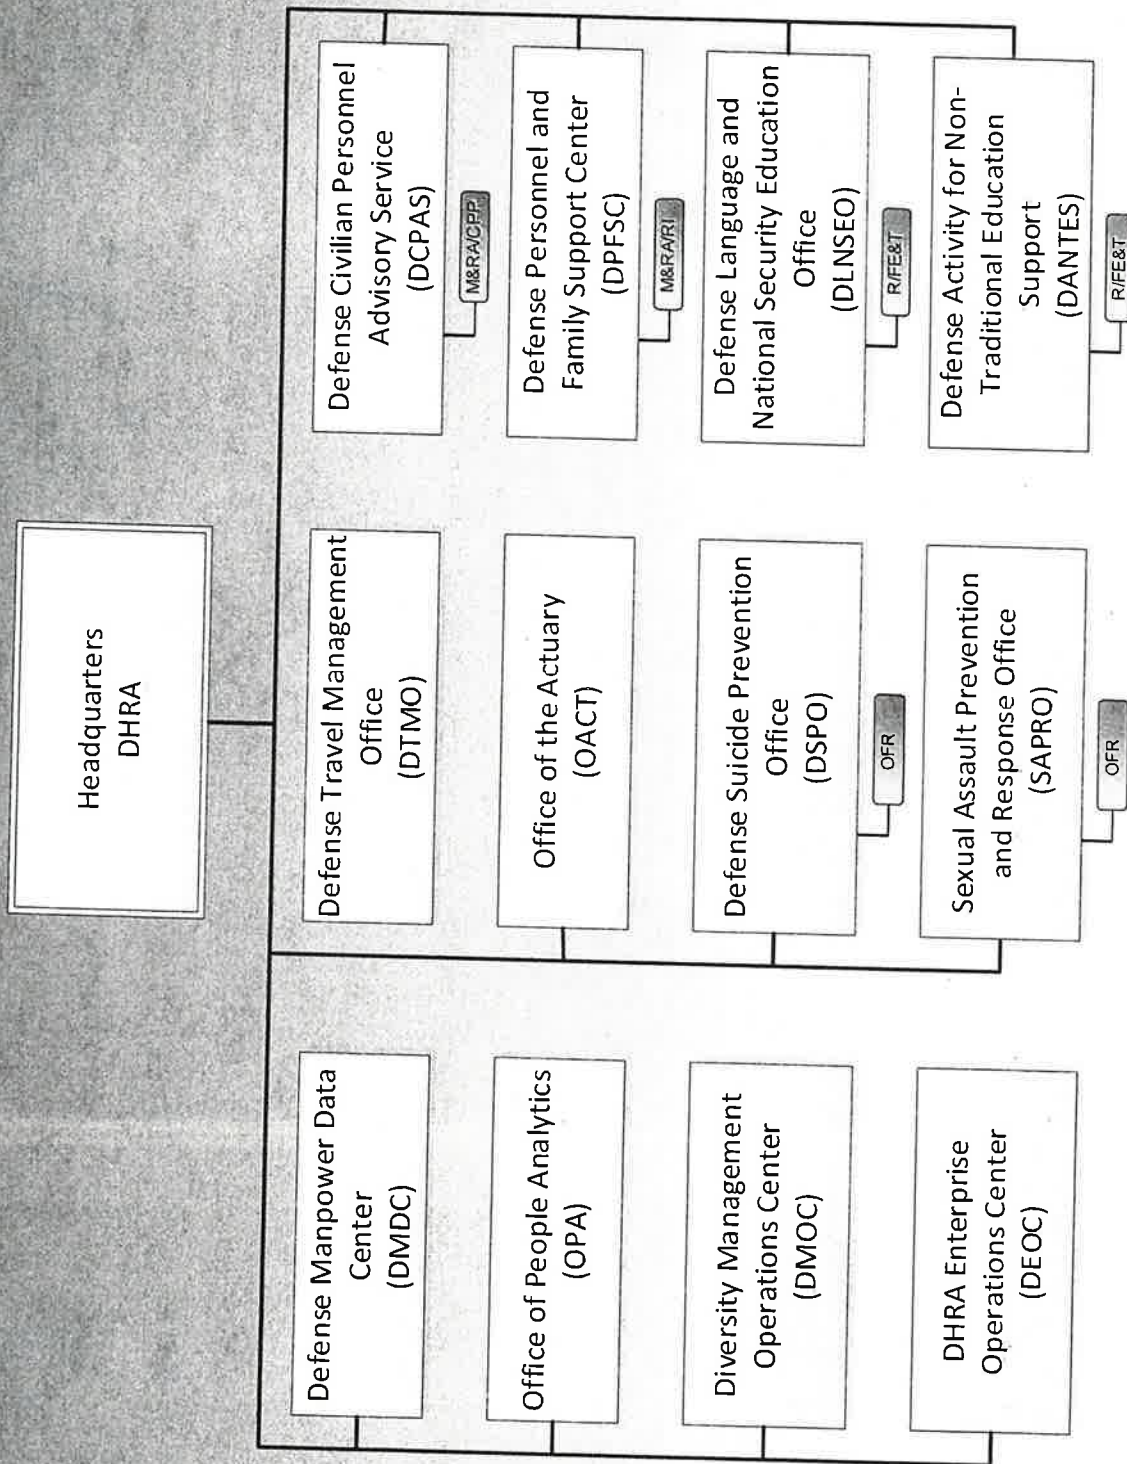 Headquarters
DHRA
Defense Manpower Data
Center
(DMDC)
Office of People Analytics
(OPA)
Diversity Management
Operations Center
(DMOC)
DHRA Enterprise
Operations Center
(DEOC)
Defense Travel Management
Office
(DTMO)
Office of the Actuary
(OACT)
Defense Suicide Prevention
Office
(DSPO)
OFR
Sexual Assault Prevention
and Response Office
(SAPRO)
OFR
Defense Civilian Personnel
Advisory Service
(DCPAS)
M&RA/CPP
Defense Personnel and
Family Support Center
(DPFSC)
M&RA/RI
Defense Language and
National Security Education
Office
(DLNSEO)
R/FE&T
Defense Activity for Non-
Traditional Education
Support
(DANTES)
R/FE&T